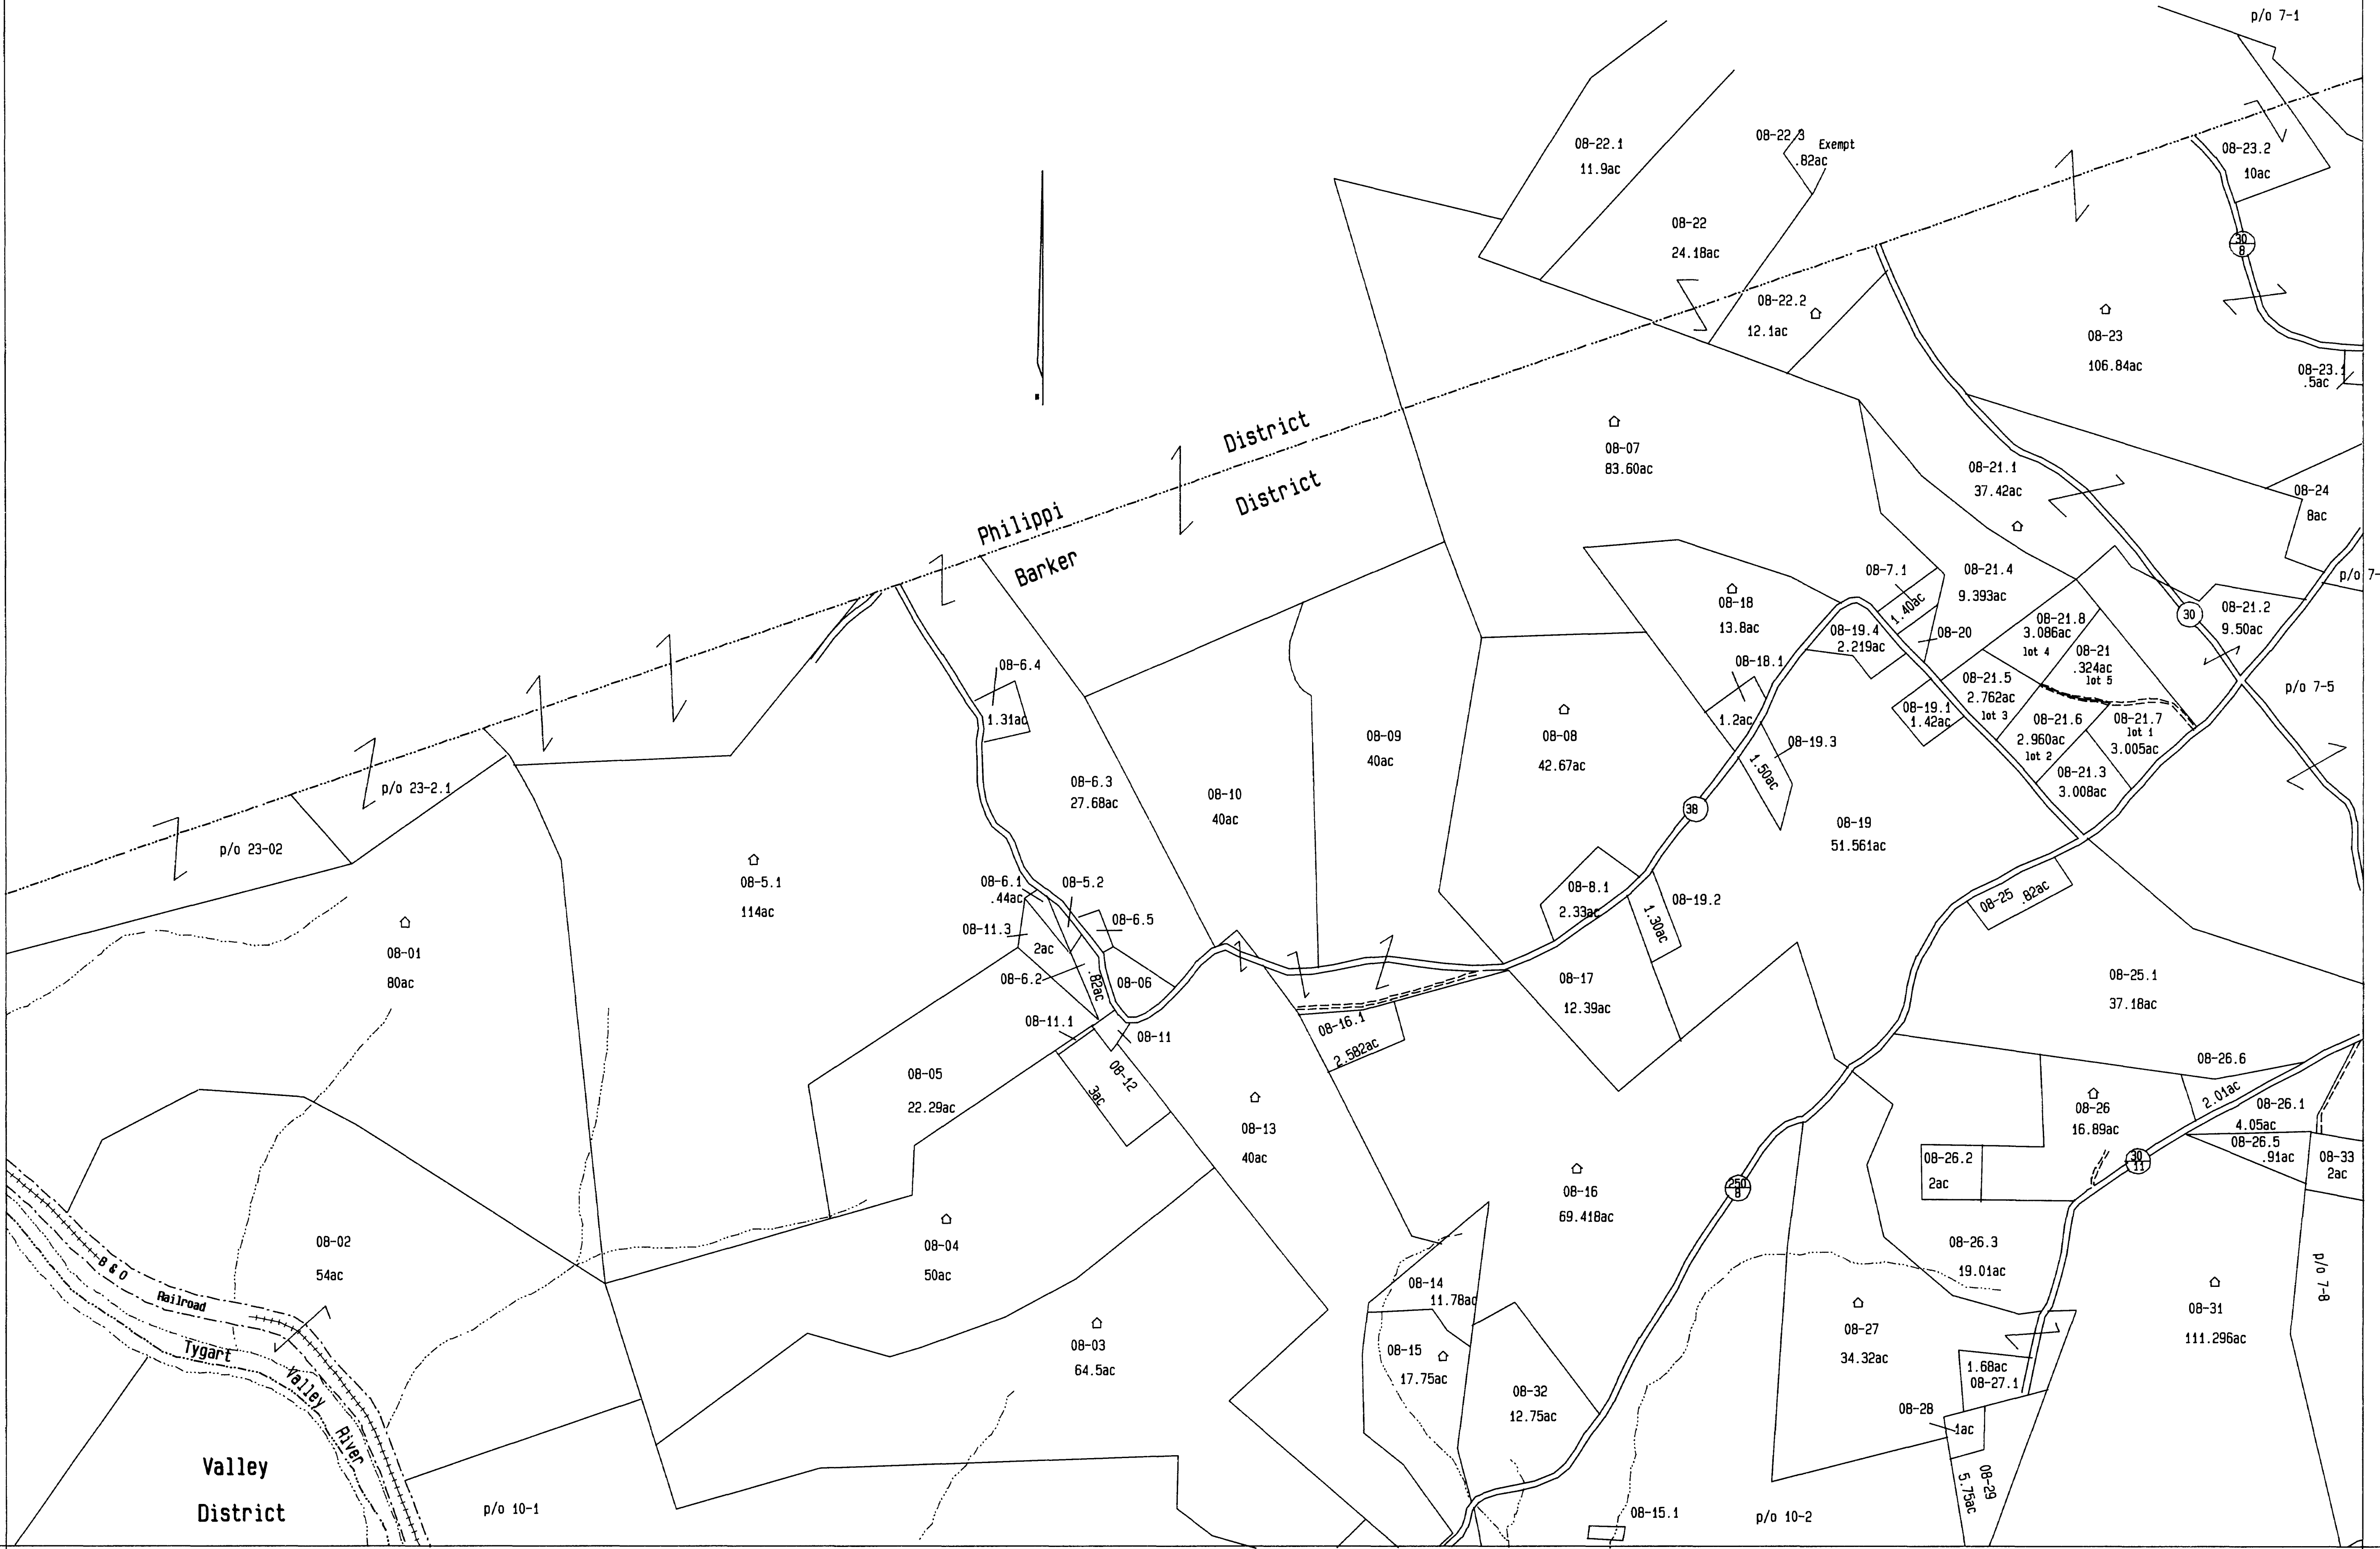 p/o 7-1
08-22.1
11.9ac
08-22.3
Exempt
.82ac
08-23.2
10ac
08-22
24.18ac
30
8
08-22.2
12.1ac
08-23
106.84ac
08-23.1
.5ac
Philippi District
Barker District
08-07
83.60ac
08-21.1
37.42ac
08-24
8ac
p/o 7-
08-7.1
1.40ac
08-21.4
9.393ac
08-18
13.8ac
08-19.4
2.219ac
08-20
08-21.8
3.086ac
lot 4
08-21
.324ac
lot 5
30
08-21.2
9.50ac
08-6.4
1.31ac
08-18.1
1.2ac
08-21.5
2.762ac
lot 3
08-19.1
1.42ac
08-21.6
2.960ac
lot 2
08-21.7
lot 1
3.005ac
08-21.3
3.008ac
p/o 7-5
08-09
40ac
08-08
42.67ac
08-19.3
1.50ac
p/o 23-2.1
08-6.3
27.68ac
08-10
40ac
38
08-19
51.561ac
p/o 23-02
08-5.1
114ac
08-6.1
.44ac
08-5.2
08-6.5
08-11.3
2ac
08-6.2
.82ac
08-06
08-8.1
2.33ac
08-19.2
1.30ac
08-25 .82ac
08-01
80ac
08-17
12.39ac
08-25.1
37.18ac
08-11.1
08-11
08-16.1
2.582ac
08-12
3ac
08-05
22.29ac
08-13
40ac
08-26.6
2.01ac
08-26
16.89ac
08-26.1
4.05ac
08-26.5
.91ac
08-33
2ac
30
11
08-26.2
2ac
08-16
69.418ac
250
8
08-02
54ac
08-04
50ac
08-26.3
19.01ac
p/o 7-8
B & O
Railroad
Tygart
Valley
River
08-14
11.78ac
08-03
64.5ac
08-15
17.75ac
08-27
34.32ac
08-31
111.296ac
1.68ac
08-27.1
08-32
12.75ac
08-28
1ac
08-29
5.75ac
Valley
District
p/o 10-1
08-15.1
p/o 10-2